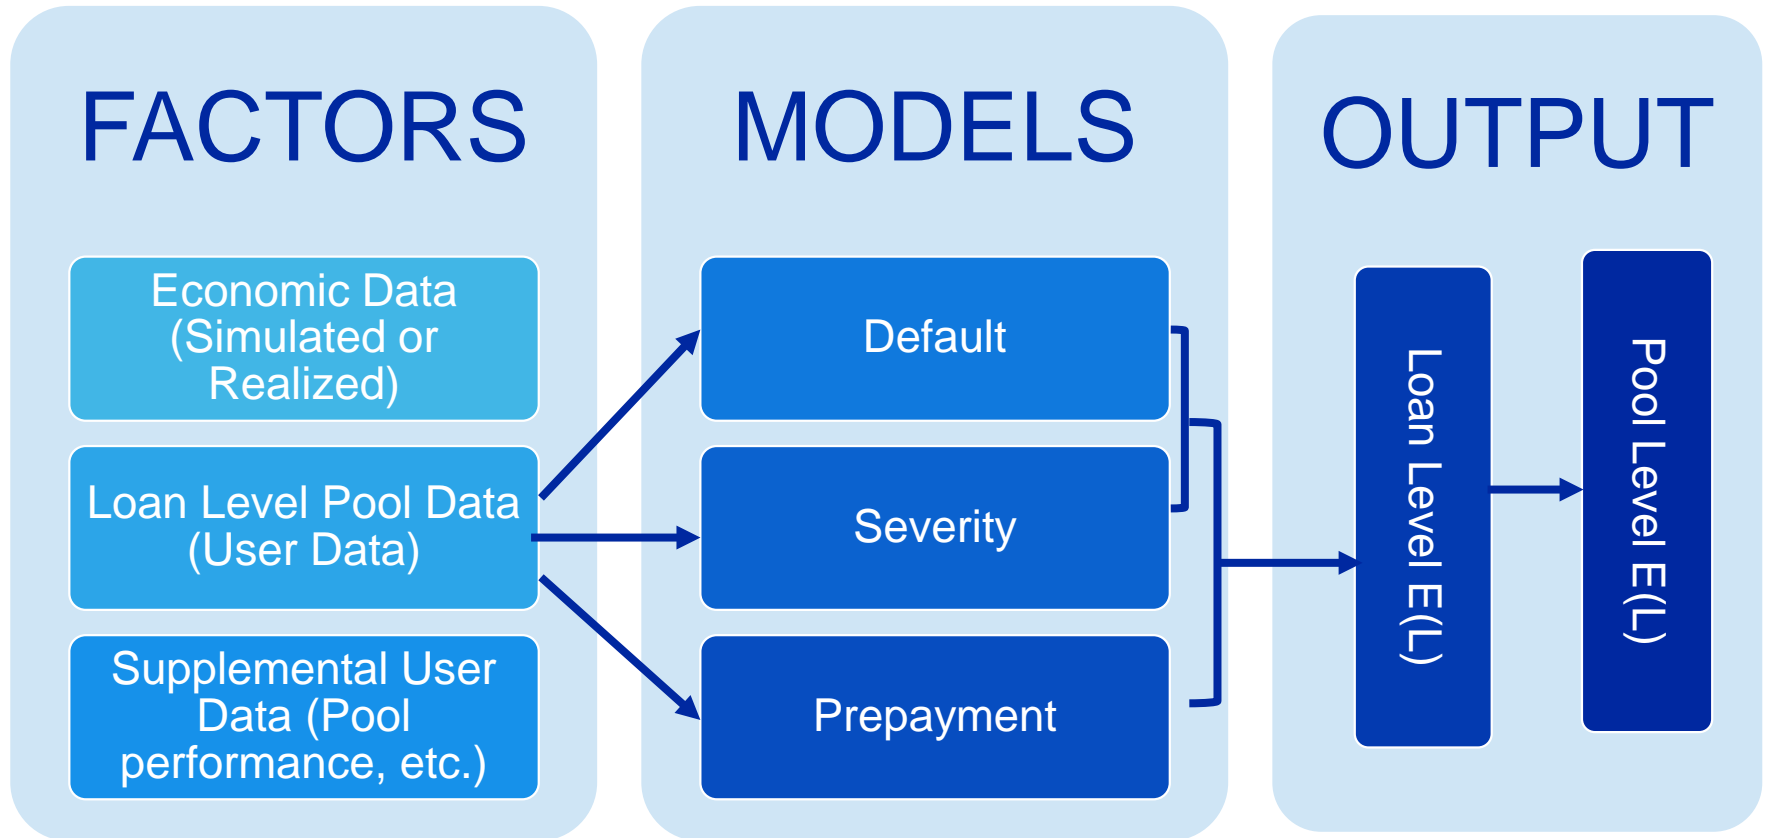 FACTORS
Economic Data
(Simulated or
Realized)
Loan Level Pool Data
(User Data)
Supplemental User
Data (Pool
performance, etc.)
MODELS
Default
Severity
Prepayment
OUTPUT
Loan Level E(L)
Pool Level E(L)